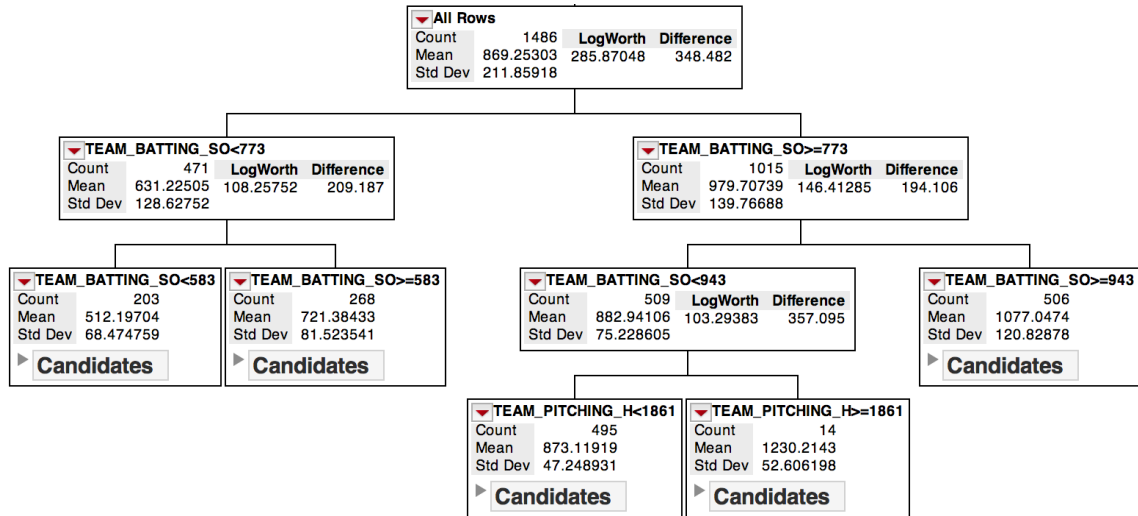 All Rows
Count 1486 LogWorth Difference
Mean 869.25303 285.87048 348.482
Std Dev 211.85918
TEAM_BATTING_SO<773
Count 471 LogWorth Difference
Mean 631.22505 108.25752 209.187
Std Dev 128.62752
TEAM_BATTING_SO>=773
Count 1015 LogWorth Difference
Mean 979.70739 146.41285 194.106
Std Dev 139.76688
TEAM_BATTING_SO<583
Count 203
Mean 512.19704
Std Dev 68.474759
Candidates
TEAM_BATTING_SO>=583
Count 268
Mean 721.38433
Std Dev 81.523541
Candidates
TEAM_BATTING_SO<943
Count 509 LogWorth Difference
Mean 882.94106 103.29383 357.095
Std Dev 75.228605
TEAM_BATTING_SO>=943
Count 506
Mean 1077.0474
Std Dev 120.82878
Candidates
TEAM_PITCHING_H<1861
Count 495
Mean 873.11919
Std Dev 47.248931
Candidates
TEAM_PITCHING_H>=1861
Count 14
Mean 1230.2143
Std Dev 52.606198
Candidates